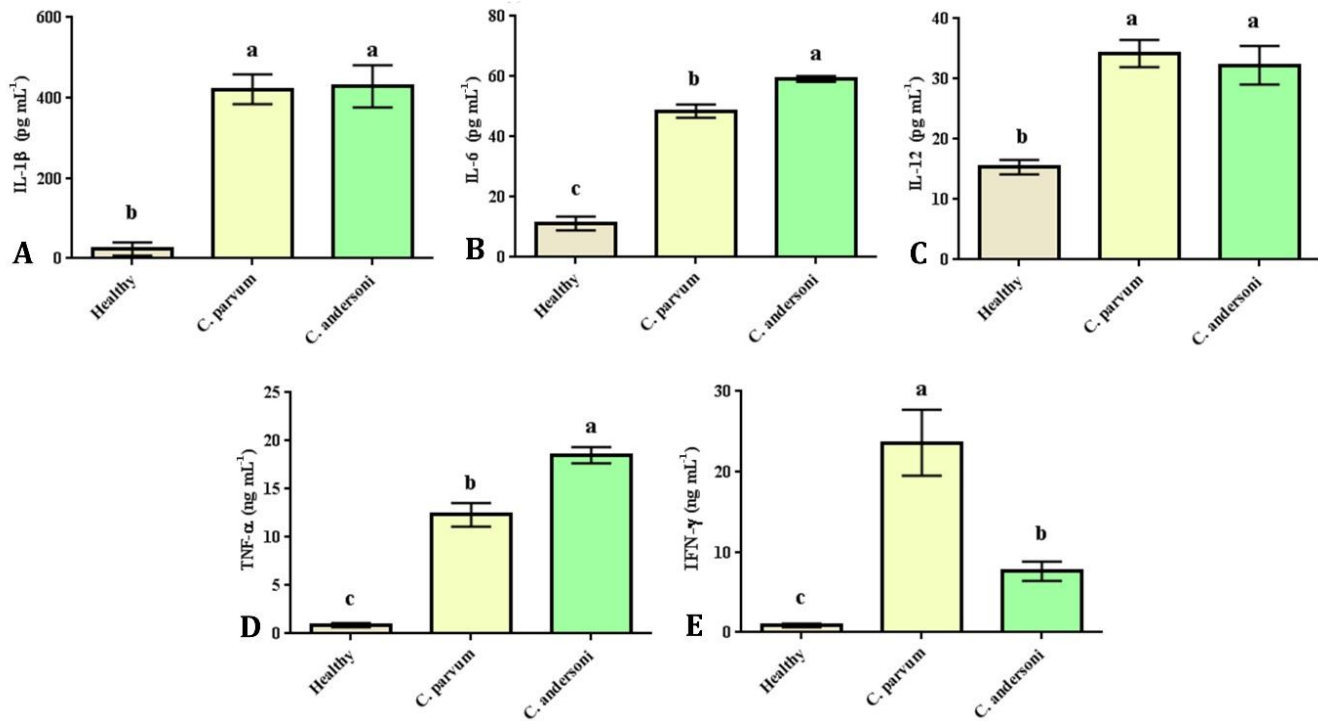 A
IL-1β (pg mL-1)
600
400
200
0
b
a
a
Healthy
C. parvum
C. andersoni
B
IL-6 (pg mL-1)
80
60
40
20
0
c
b
a
Healthy
C. parvum
C. andersoni
C
IL-12 (pg mL-1)
40
30
20
10
0
b
a
a
Healthy
C. parvum
C. andersoni
D
TNF-α (ng mL-1)
25
20
15
10
5
0
c
b
a
Healthy
C. parvum
C. andersoni
E
IFN-γ (ng mL-1)
30
20
10
0
c
a
b
Healthy
C. parvum
C. andersoni